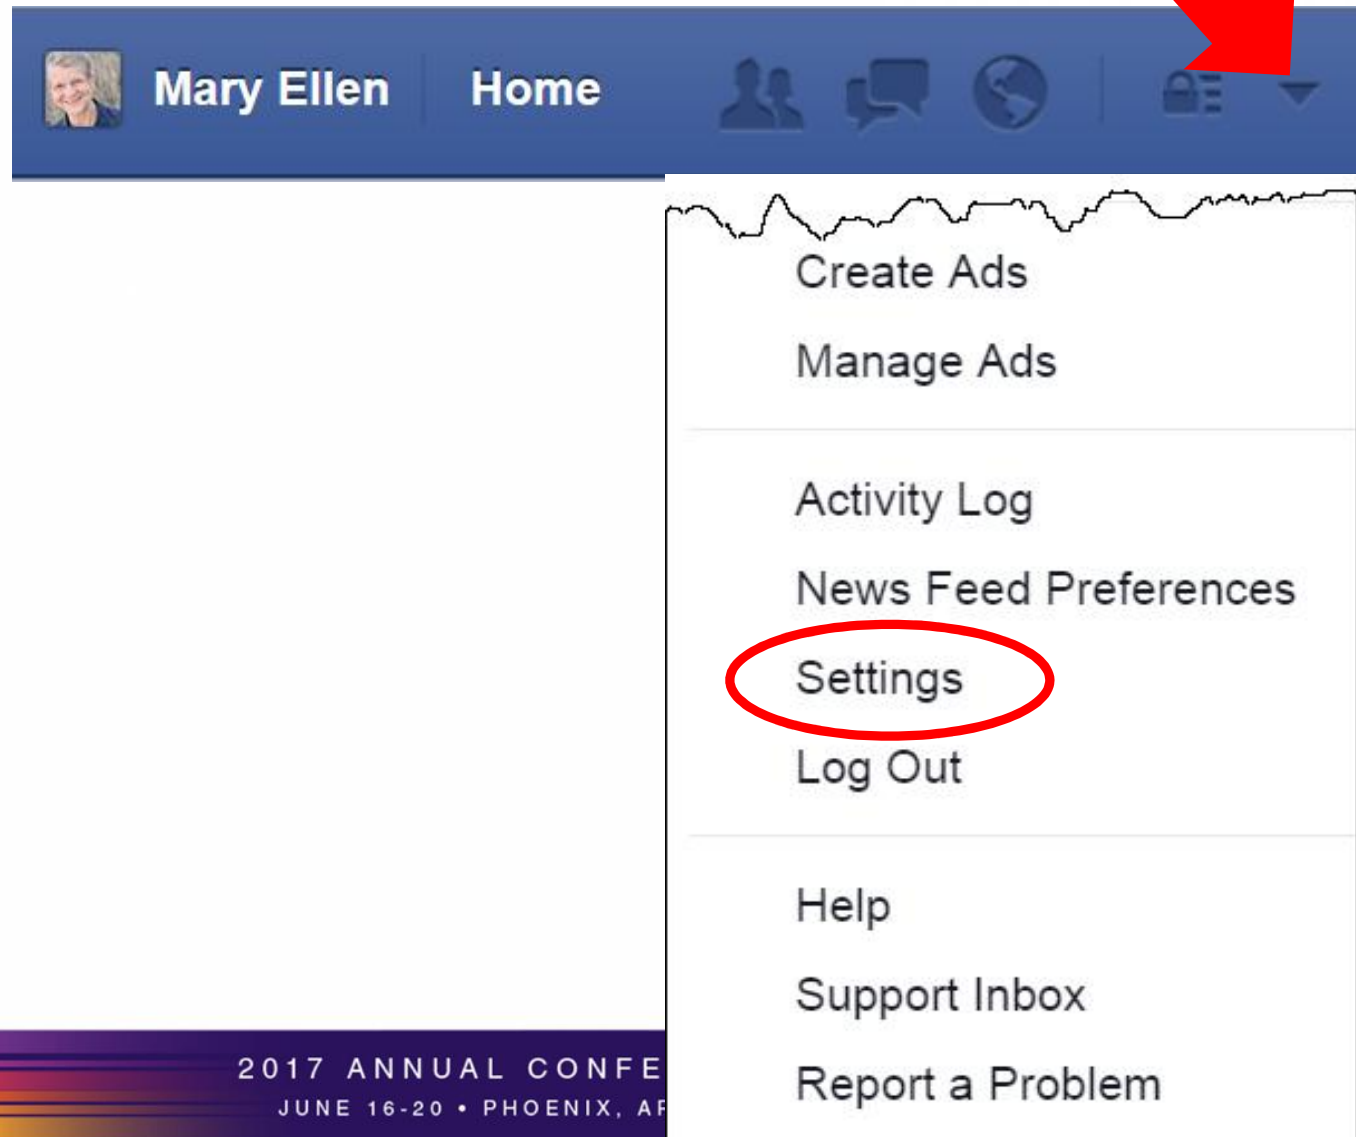 Mary Ellen Home
Create Ads
Manage Ads
Activity Log
News Feed Preferences
Settings
Log Out
Help
Support Inbox
Report a Problem
2017 ANNUAL CONFE
JUNE 16-20 • PHOENIX,